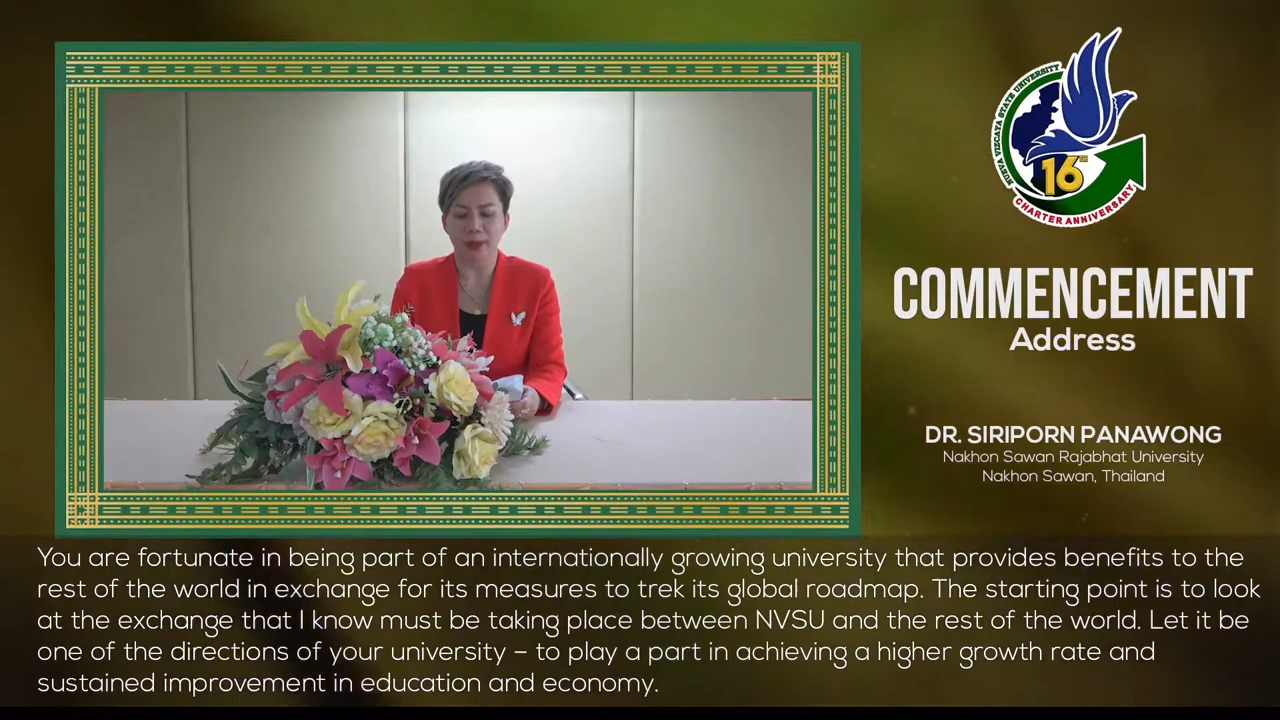 NUEVA VIZCAYA STATE UNIVERSITY
16TH
CHARTER ANNIVERSARY
COMMENCEMENT
Address
DR. SIRIPORN PANAWONG
Nakhon Sawan Rajabhat University
Nakhon Sawan, Thailand
You are fortunate in being part of an internationally growing university that provides benefits to the
rest of the world in exchange for its measures to trek its global roadmap. The starting point is to look
at the exchange that I know must be taking place between NVSU and the rest of the world. Let it be
one of the directions of your university – to play a part in achieving a higher growth rate and
sustained improvement in education and economy.